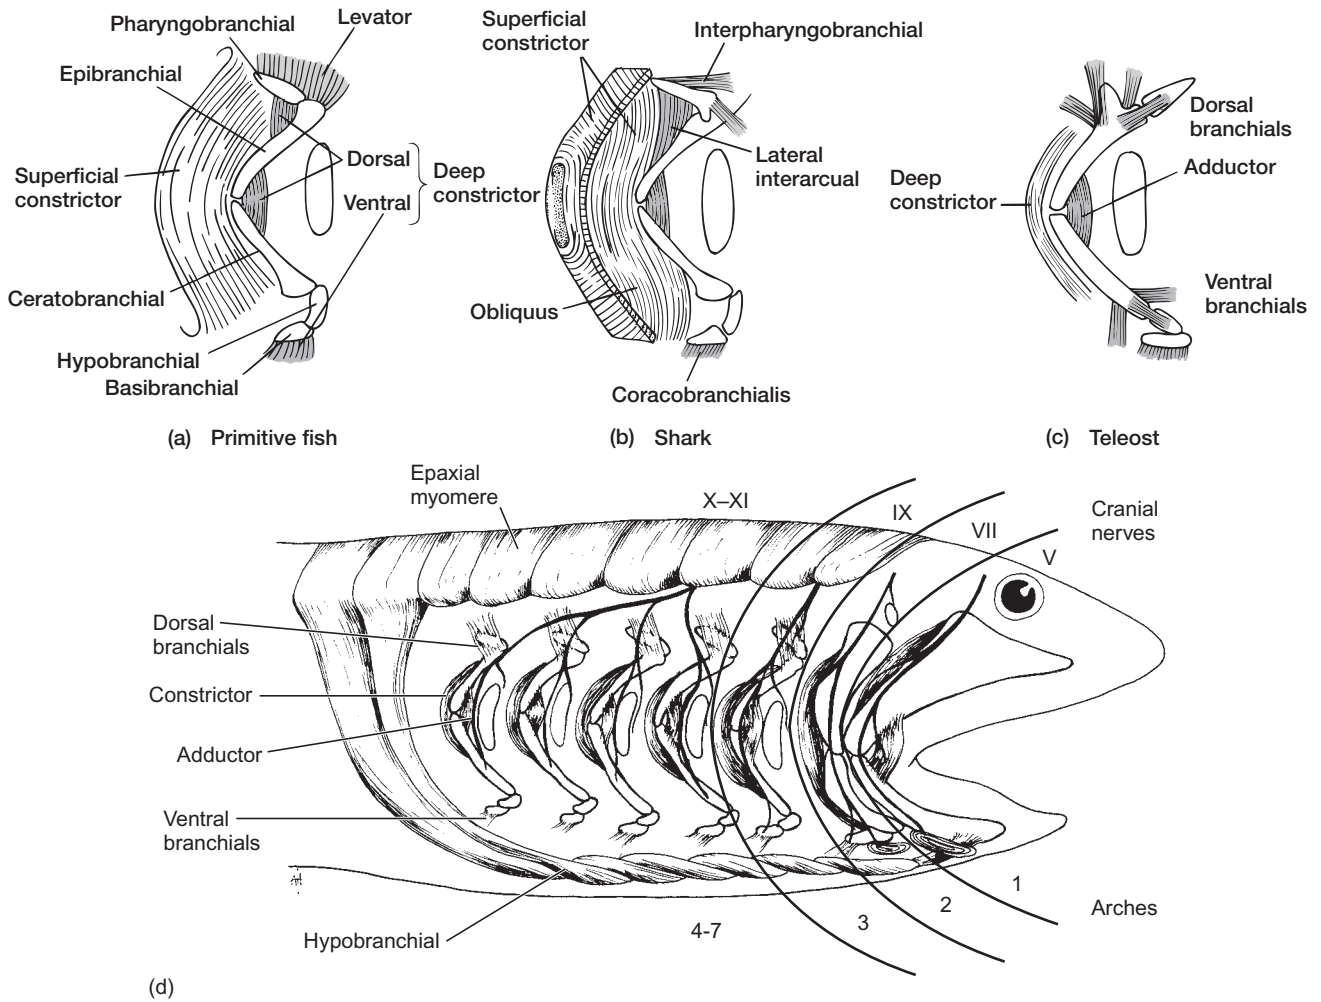 Pharyngobranchial
Levator
Epibranchial
Superficial
constrictor
Dorsal
Ventral
Deep
constrictor
Ceratobranchial
Hypobranchial
Basibranchial
(a) Primitive fish
Superficial
constrictor
Interpharyngobranchial
Lateral
interarcual
Obliquus
Coracobranchialis
(b) Shark
Dorsal
branchials
Adductor
Deep
constrictor
Ventral
branchials
(c) Teleost
Epaxial
myomere
X–XI
IX
VII
V
Cranial
nerves
Dorsal
branchials
Constrictor
Adductor
Ventral
branchials
Hypobranchial
4-7
3
2
1
Arches
(d)